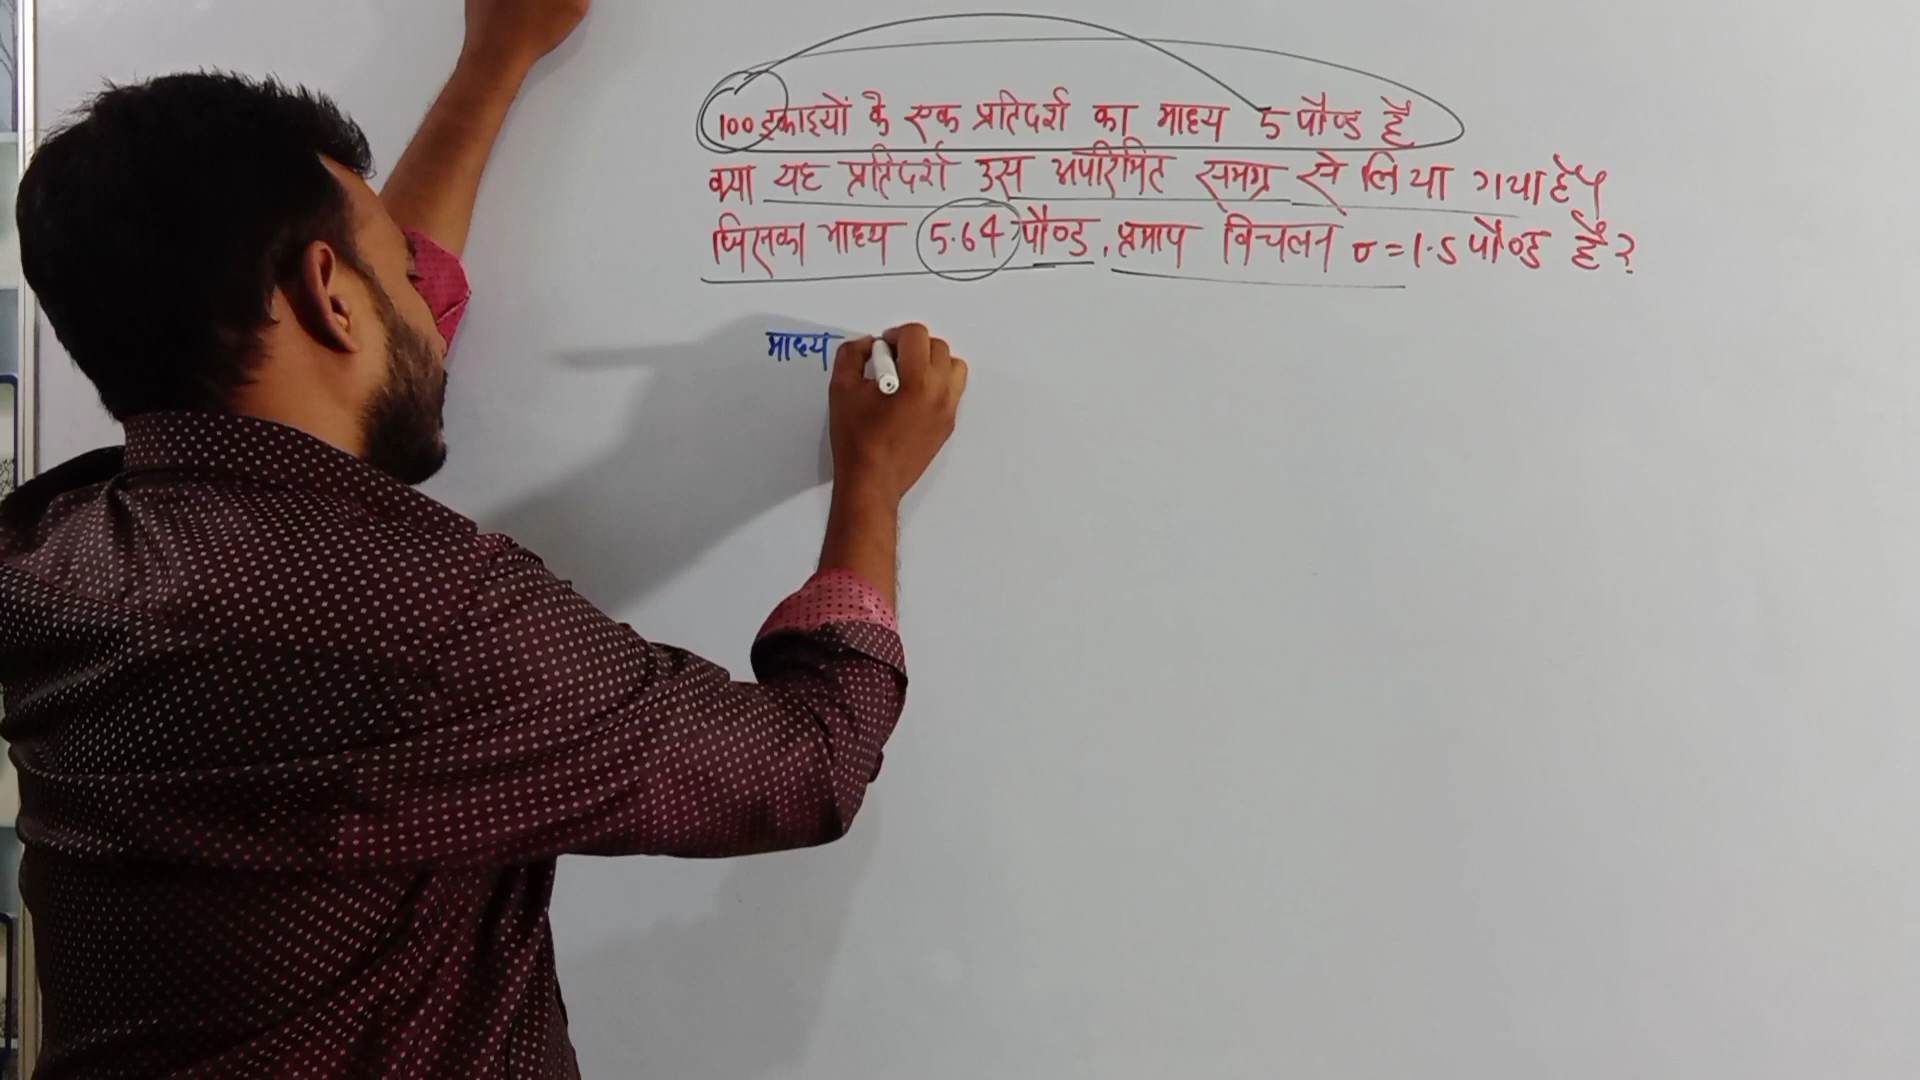 100 इकाइयों के एक प्रतिदर्श का माध्य 5 पौण्ड है
क्या यह प्रतिदर्श उस अपरिमित समग्र से लिया गया है
जिसका माध्य 5.64 पौण्ड, प्रमाप विचलन σ = 1.5 पौण्ड है ?
माध्य